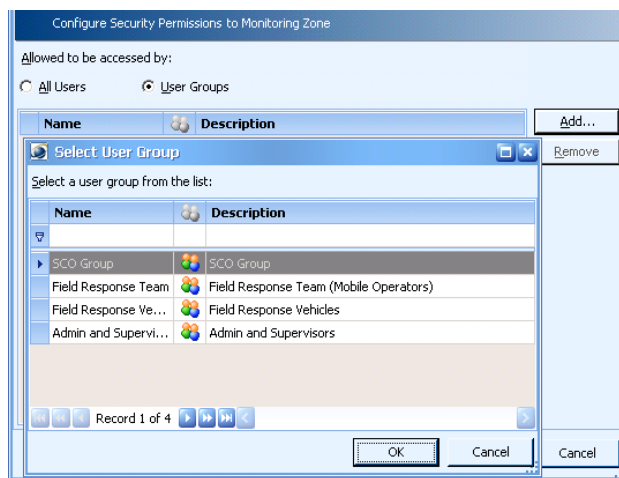 Configure Security Permissions to Monitoring Zone
Allowed to be accessed by:
All Users User Groups
Name Description Add...
Select User Group Remove
Select a user group from the list:
Name Description
SCO Group SCO Group
Field Response Team Field Response Team (Mobile Operators)
Field Response Ve... Field Response Vehicles
Admin and Supervi... Admin and Supervisors
Record 1 of 4
OK Cancel Cancel